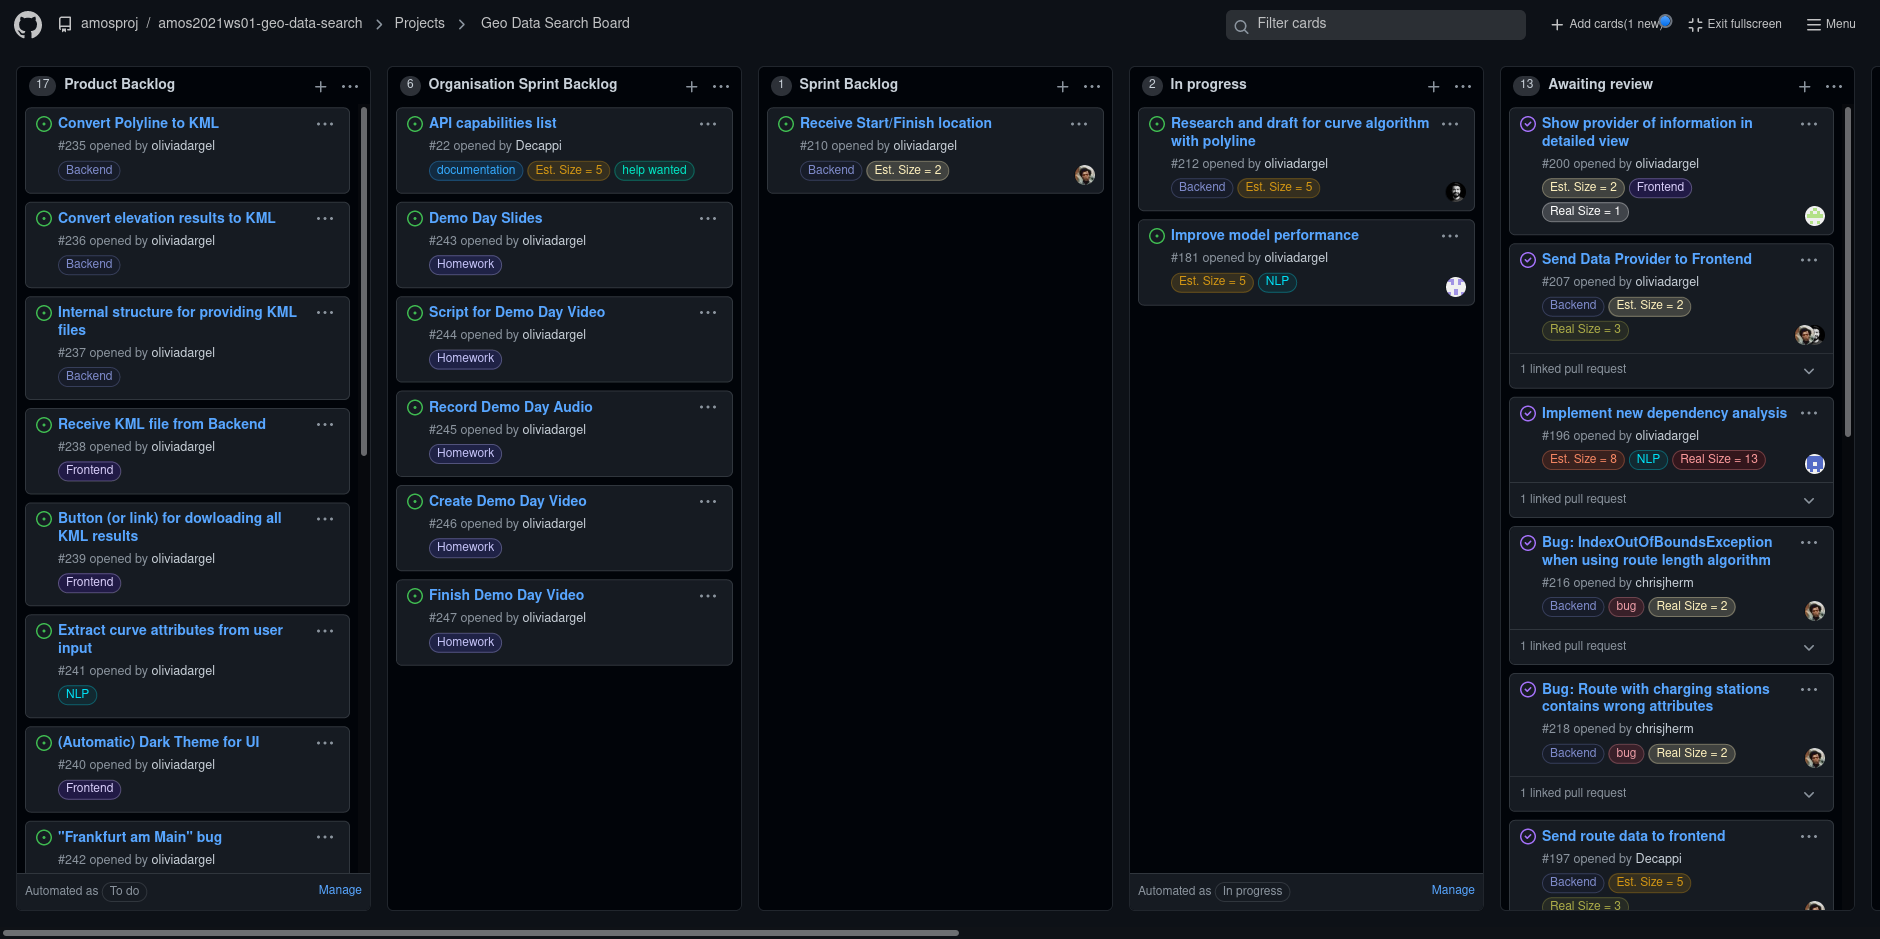 amosproj / amos2021ws01-geo-data-search > Projects > Geo Data Search Board
Filter cards
Add cards(1 new)
Exit fullscreen
Menu
17 Product Backlog
Convert Polyline to KML
#235 opened by oliviadargel
Backend
Convert elevation results to KML
#236 opened by oliviadargel
Backend
Internal structure for providing KML
files
#237 opened by oliviadargel
Backend
Receive KML file from Backend
#238 opened by oliviadargel
Frontend
Button (or link) for dowloading all
KML results
#239 opened by oliviadargel
Frontend
Extract curve attributes from user
input
#241 opened by oliviadargel
NLP
(Automatic) Dark Theme for UI
#240 opened by oliviadargel
Frontend
"Frankfurt am Main" bug
#242 opened by oliviadargel
Automated as To do Manage
6 Organisation Sprint Backlog
API capabilities list
#22 opened by Decappi
documentation Est. Size = 5 help wanted
Demo Day Slides
#243 opened by oliviadargel
Homework
Script for Demo Day Video
#244 opened by oliviadargel
Homework
Record Demo Day Audio
#245 opened by oliviadargel
Homework
Create Demo Day Video
#246 opened by oliviadargel
Homework
Finish Demo Day Video
#247 opened by oliviadargel
Homework
1 Sprint Backlog
Receive Start/Finish location
#210 opened by oliviadargel
Backend Est. Size = 2
2 In progress
Research and draft for curve algorithm
with polyline
#212 opened by oliviadargel
Backend Est. Size = 5
Improve model performance
#181 opened by oliviadargel
Est. Size = 5 NLP
Automated as In progress Manage
13 Awaiting review
Show provider of information in
detailed view
#200 opened by oliviadargel
Est. Size = 2 Frontend
Real Size = 1
Send Data Provider to Frontend
#207 opened by oliviadargel
Backend Est. Size = 2
Real Size = 3
1 linked pull request
Implement new dependency analysis
#196 opened by oliviadargel
Est. Size = 8 NLP Real Size = 13
1 linked pull request
Bug: IndexOutOfBoundsException
when using route length algorithm
#216 opened by chrisjherm
Backend bug Real Size = 2
1 linked pull request
Bug: Route with charging stations
contains wrong attributes
#218 opened by chrisjherm
Backend bug Real Size = 2
1 linked pull request
Send route data to frontend
#197 opened by Decappi
Backend Est. Size = 5
Real Size = 3